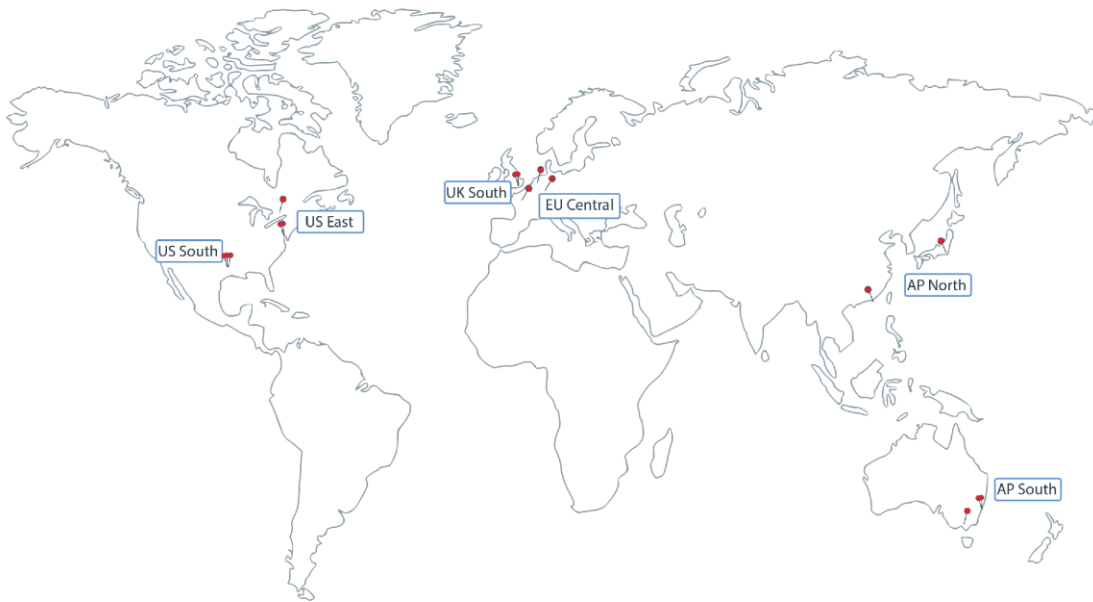 UK South
EU Central
US East
US South
AP North
AP South